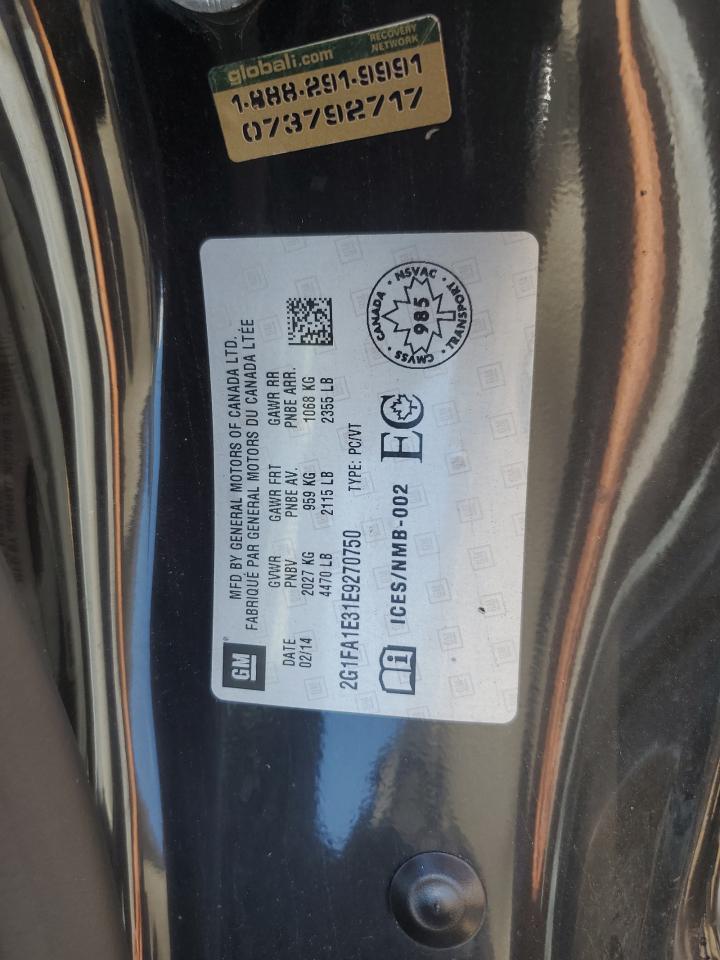 globali.com
RECOVERY
NETWORK
1-888-291-9991
073792717
GM
MFD BY GENERAL MOTORS OF CANADA LTD.
FABRIQUE PAR GENERAL MOTORS DU CANADA LTÉE
DATE GVWR GAWR FRT GAWR RR
02/14 PNBV PNBE AV. PNBE ARR.
2027 KG 959 KG 1068 KG
4470 LB 2115 LB 2355 LB
2G1FA1E31E9270750 TYPE: PC/VT
i ICES/NMB-002 EC
CANADA · NSVAC · TRANSPORT · CMVSS ·
985